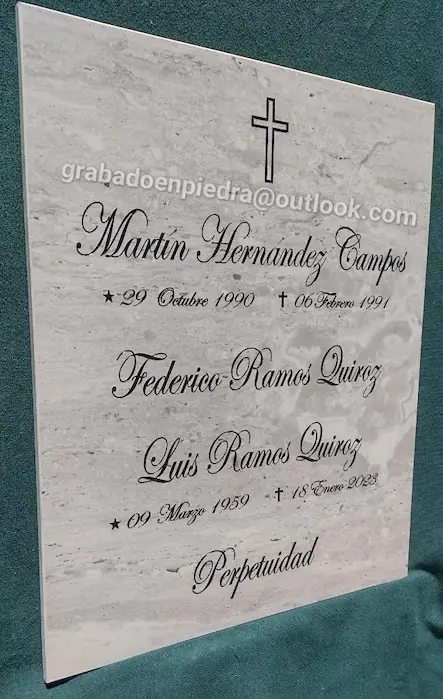 grabadoenpiedra@outlook.com
Martín Hernández Campos
★ 29 Octubre 1990 ✝ 06 Febrero 1991
Federico Ramos Quiroz
Luis Ramos Quiroz
★ 09 Marzo 1959 ✝ 18 Enero 2023
Perpetuidad